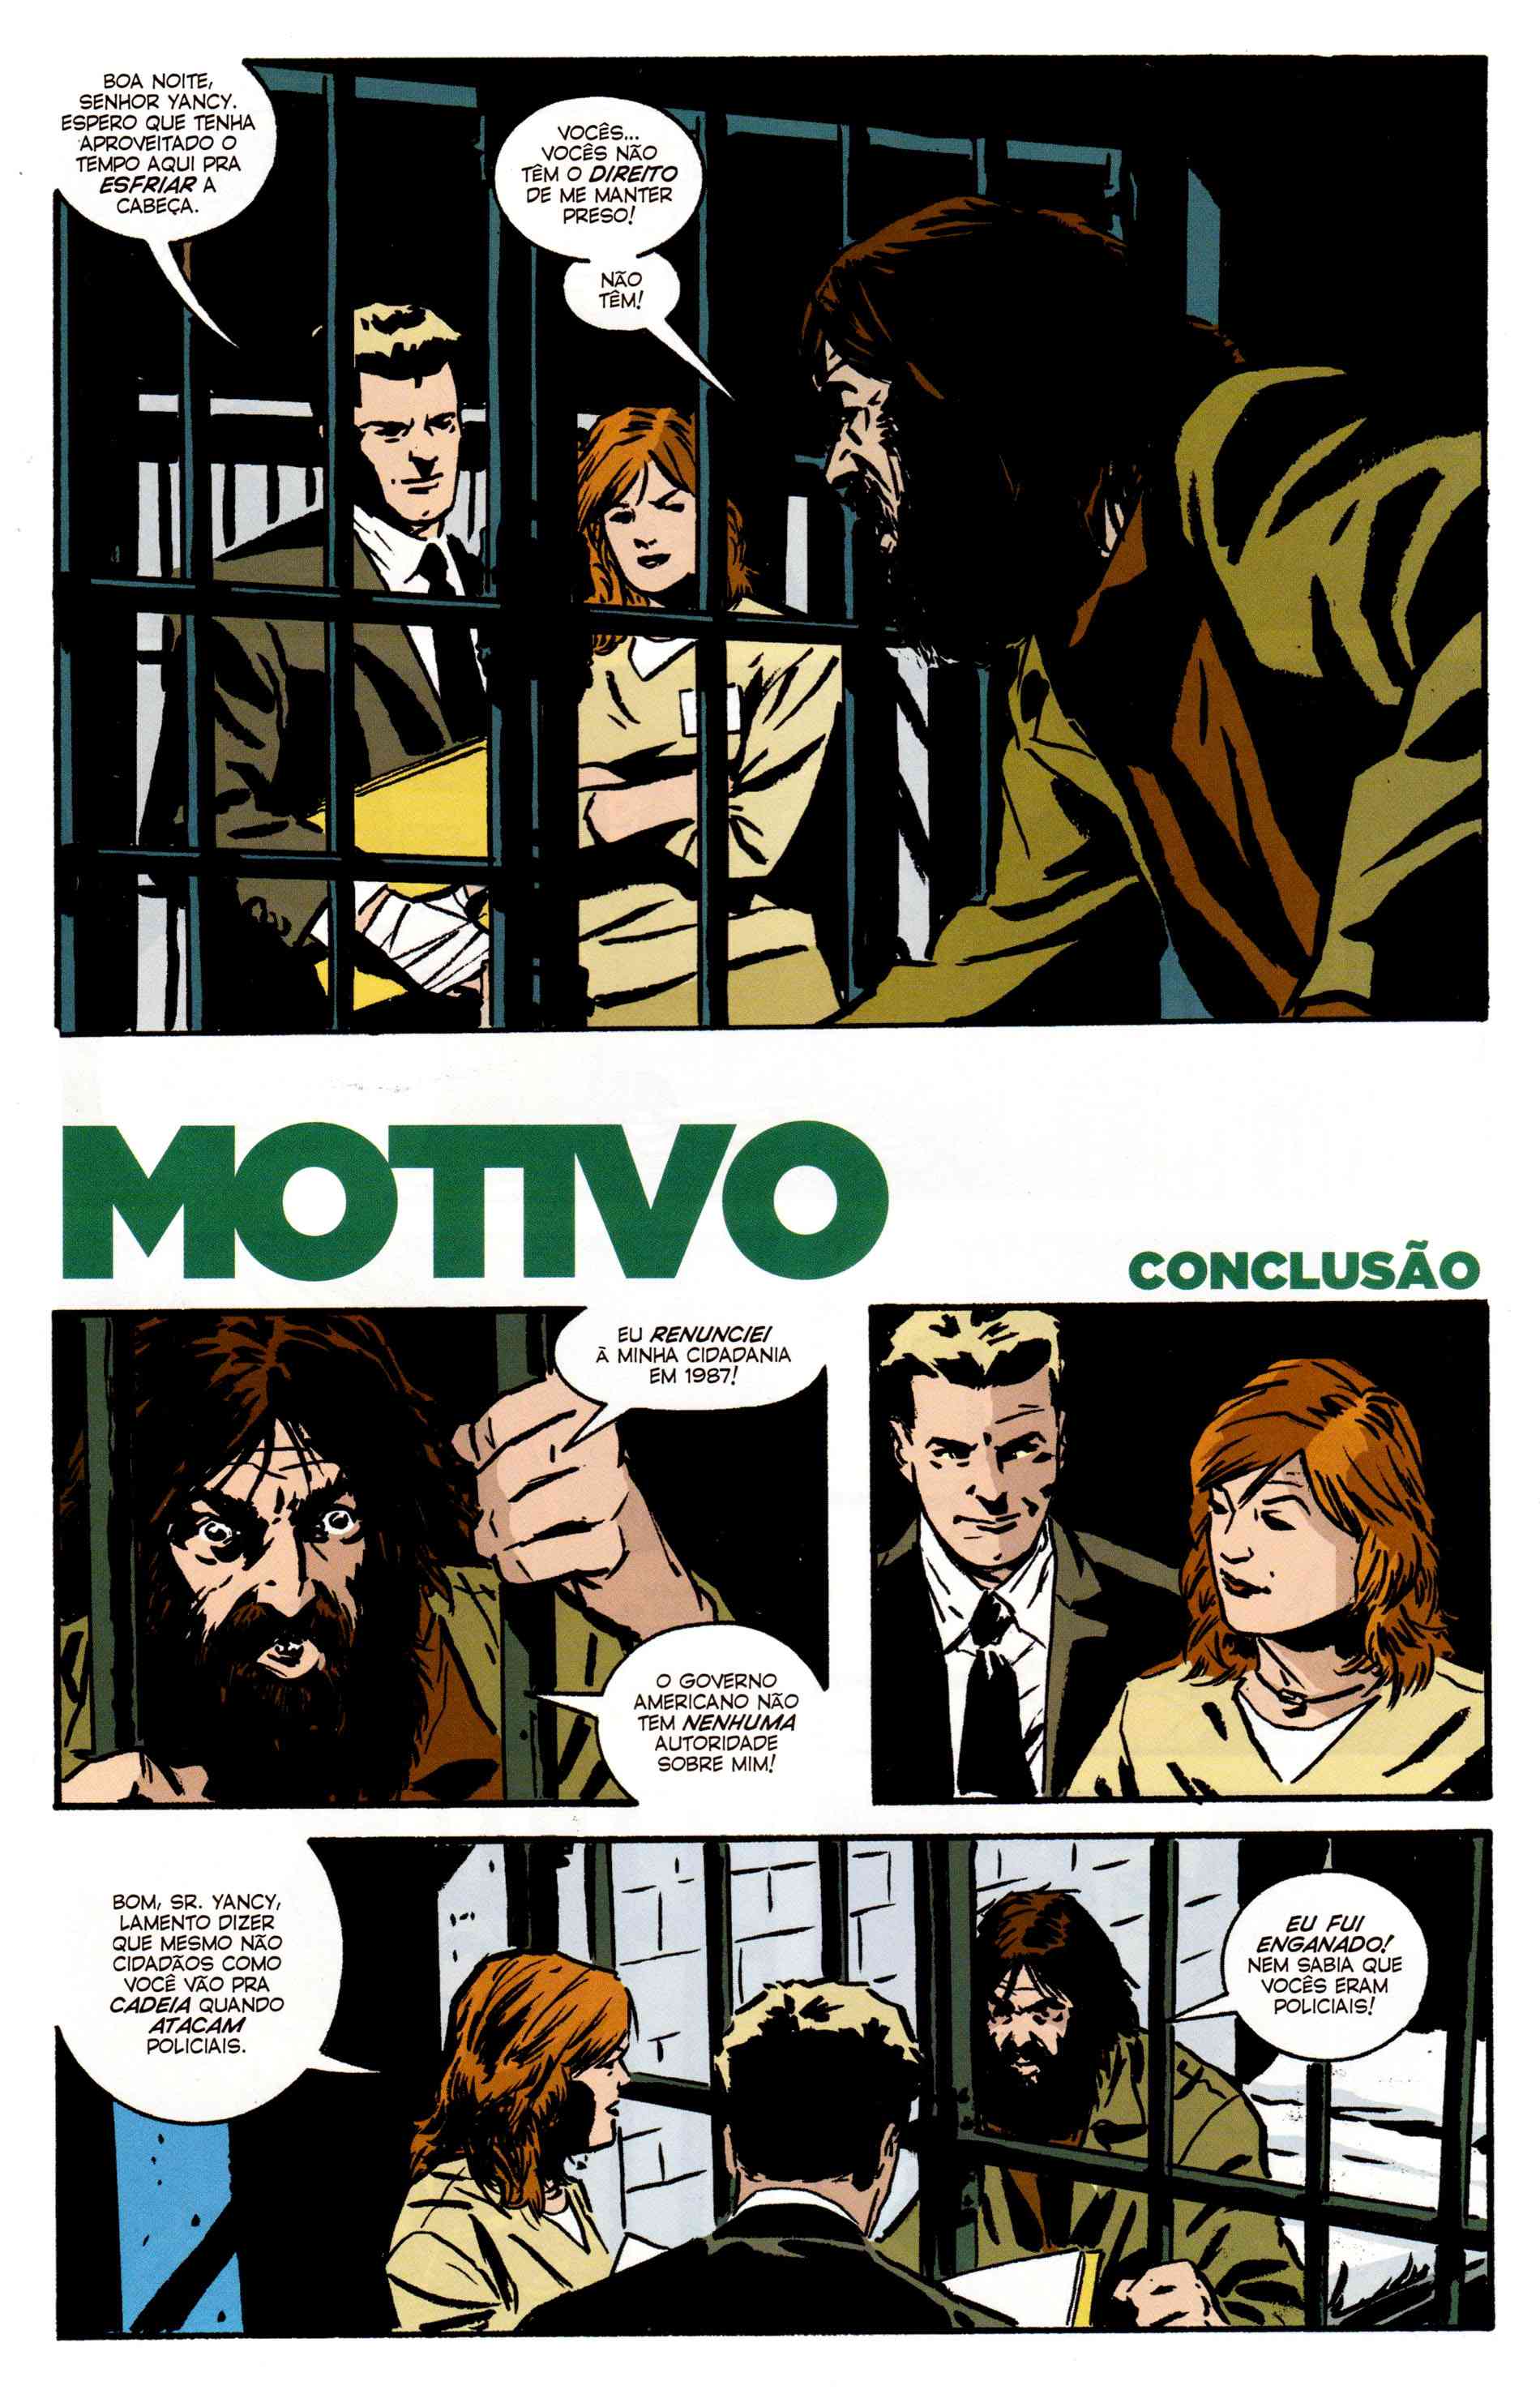 BOA NOITE,
SENHOR YANCY.
ESPERO QUE TENHA
APROVEITADO O
TEMPO AQUI PRA
ESFRIAR A
CABEÇA.
VOCÊS...
VOCÊS NÃO
TÊM O DIREITO
DE ME MANTER
PRESO!
NÃO
TÊM!
MOTIVO
CONCLUSÃO
EU RENUNCIEI
À MINHA CIDADANIA
EM 1987!
O GOVERNO
AMERICANO NÃO
TEM NENHUMA
AUTORIDADE
SOBRE MIM!
BOM, SR. YANCY,
LAMENTO DIZER
QUE MESMO NÃO
CIDADÃOS COMO
VOCÊ VÃO PRA
CADEIA QUANDO
ATACAM
POLICIAIS.
EU FUI
ENGANADO!
NEM SABIA QUE
VOCÊS ERAM
POLICIAIS!